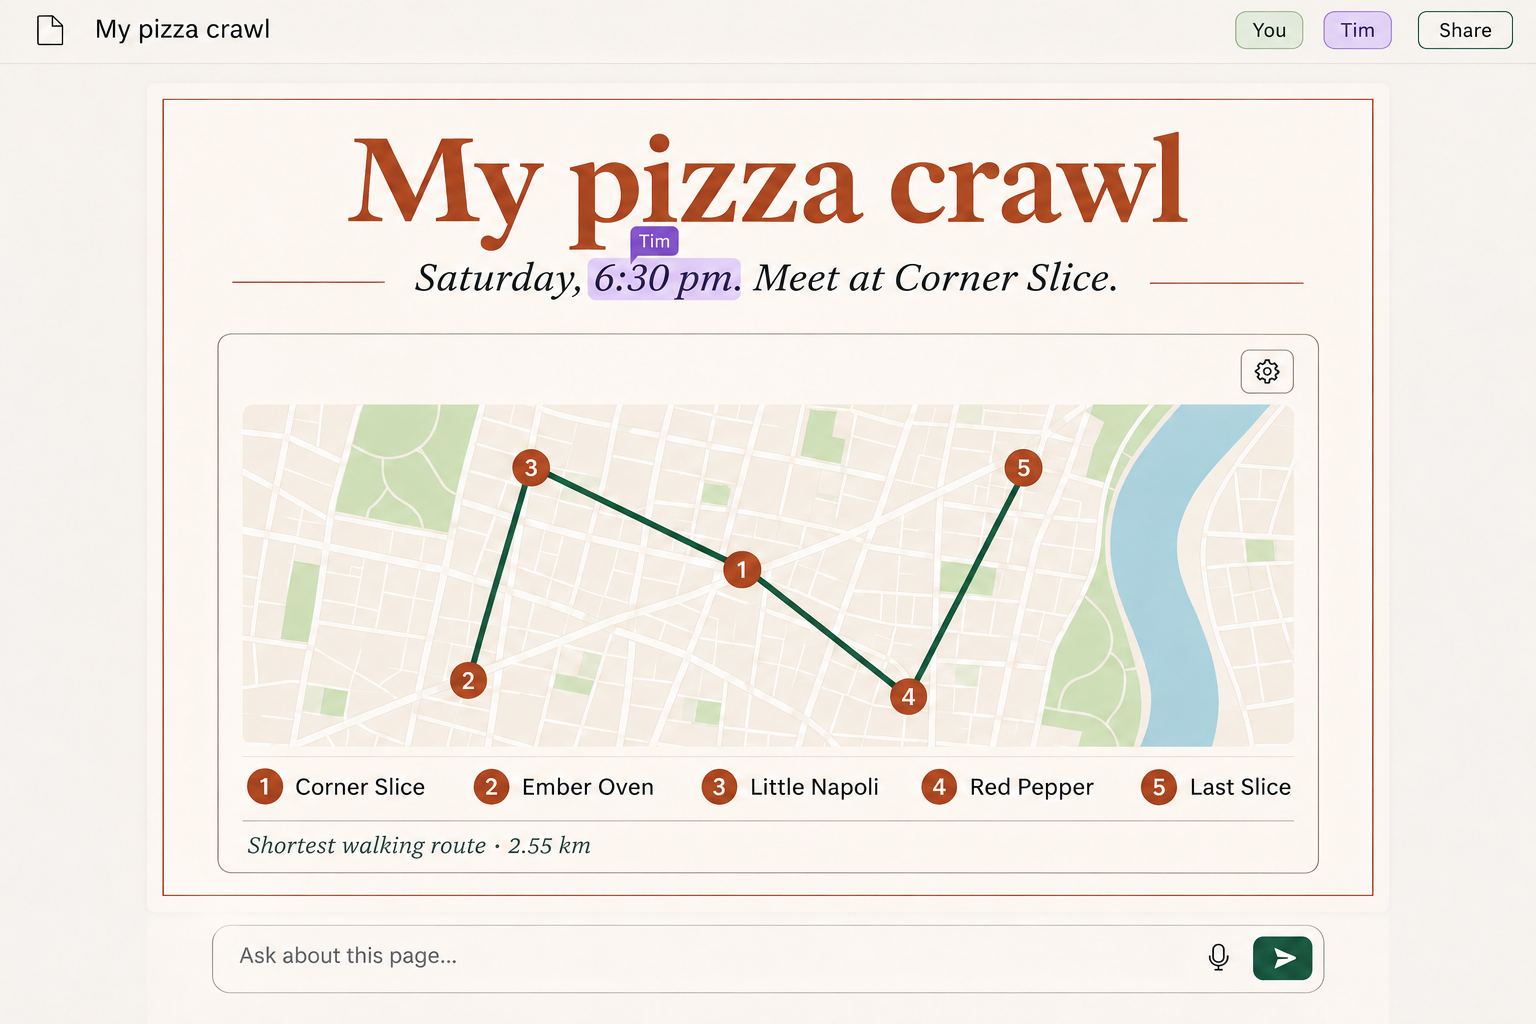 My pizza crawl
You
Tim
Share
My pizza crawl
Tim
Saturday, 6:30 pm. Meet at Corner Slice.
3
5
1
2
4
1 Corner Slice
2 Ember Oven
3 Little Napoli
4 Red Pepper
5 Last Slice
Shortest walking route · 2.55 km
Ask about this page...